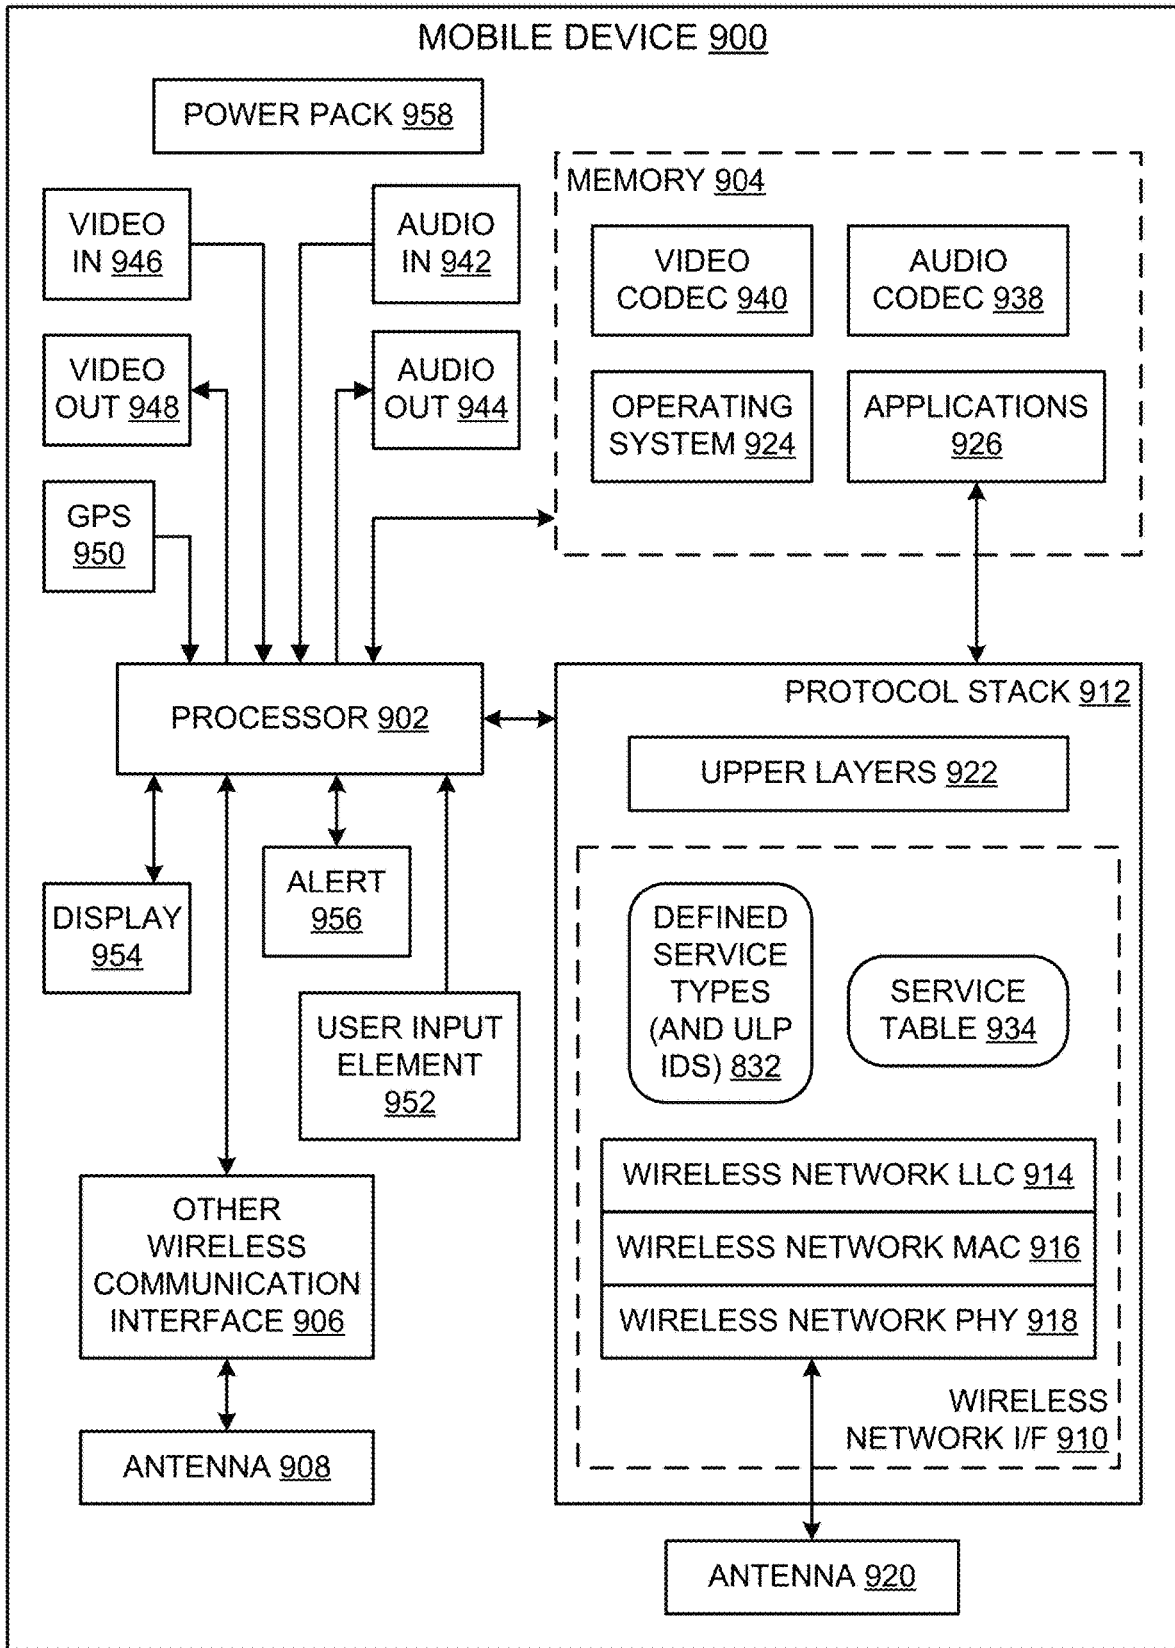 MOBILE DEVICE 900
POWER PACK 958
VIDEO
IN 946
AUDIO
IN 942
VIDEO
OUT 948
AUDIO
OUT 944
GPS
950
MEMORY 904
VIDEO
CODEC 940
AUDIO
CODEC 938
OPERATING
SYSTEM 924
APPLICATIONS
926
PROCESSOR 902
DISPLAY
954
ALERT
956
USER INPUT
ELEMENT
952
OTHER
WIRELESS
COMMUNICATION
INTERFACE 906
ANTENNA 908
PROTOCOL STACK 912
UPPER LAYERS 922
DEFINED
SERVICE
TYPES
(AND ULP
IDS) 832
SERVICE
TABLE 934
WIRELESS NETWORK LLC 914
WIRELESS NETWORK MAC 916
WIRELESS NETWORK PHY 918
WIRELESS
NETWORK I/F 910
ANTENNA 920